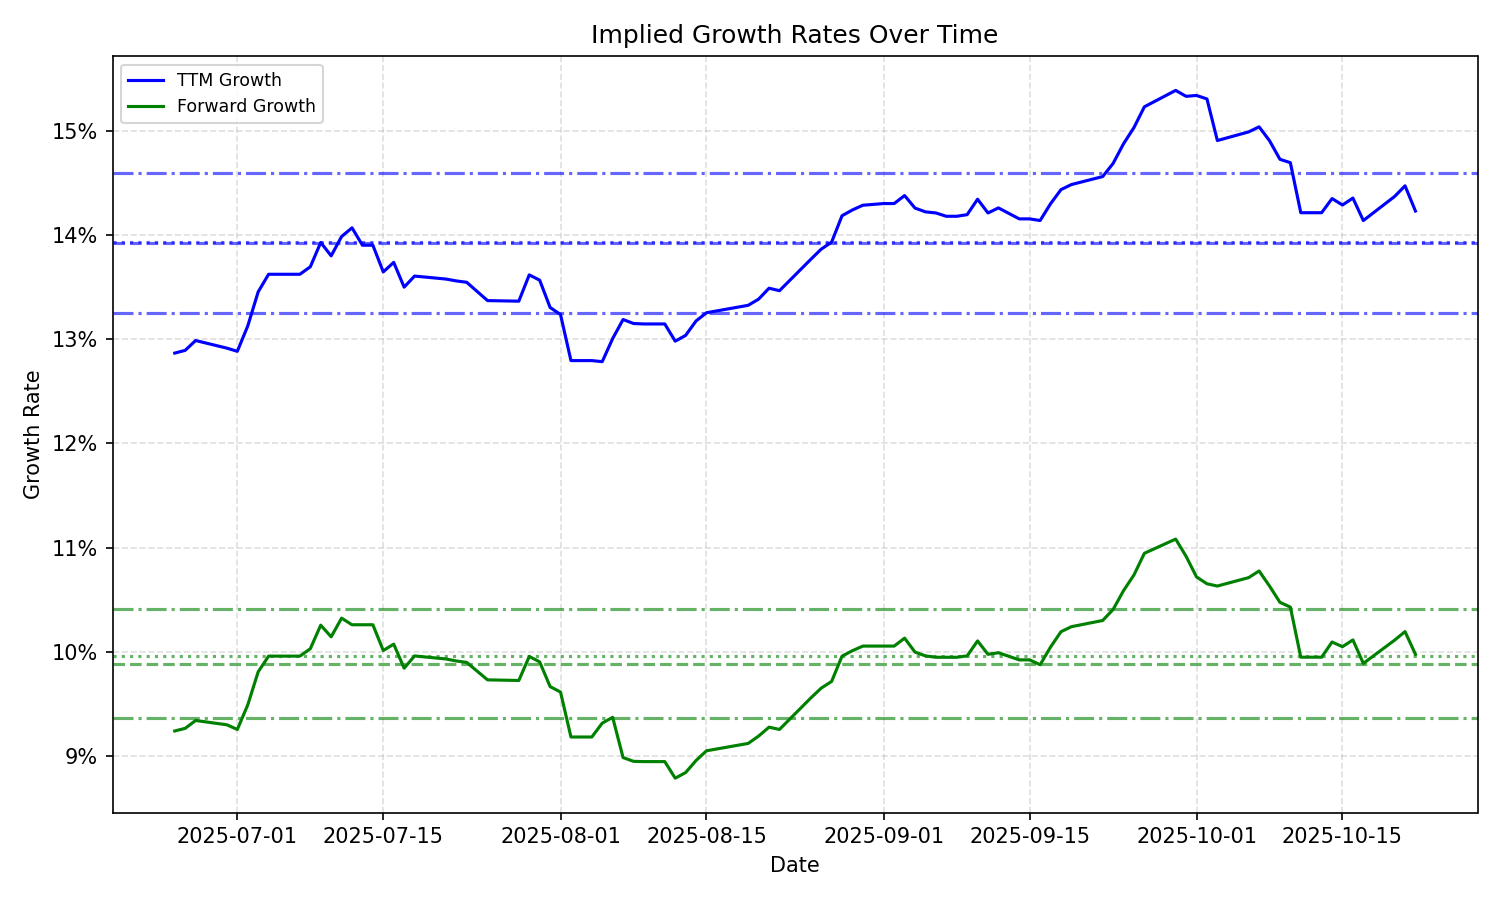 Implied Growth Rates Over Time
TTM Growth
Forward Growth
15%
14%
13%
12%
11%
10%
9%
Growth Rate
2025-07-01 2025-07-15 2025-08-01 2025-08-15 2025-09-01 2025-09-15 2025-10-01 2025-10-15
Date